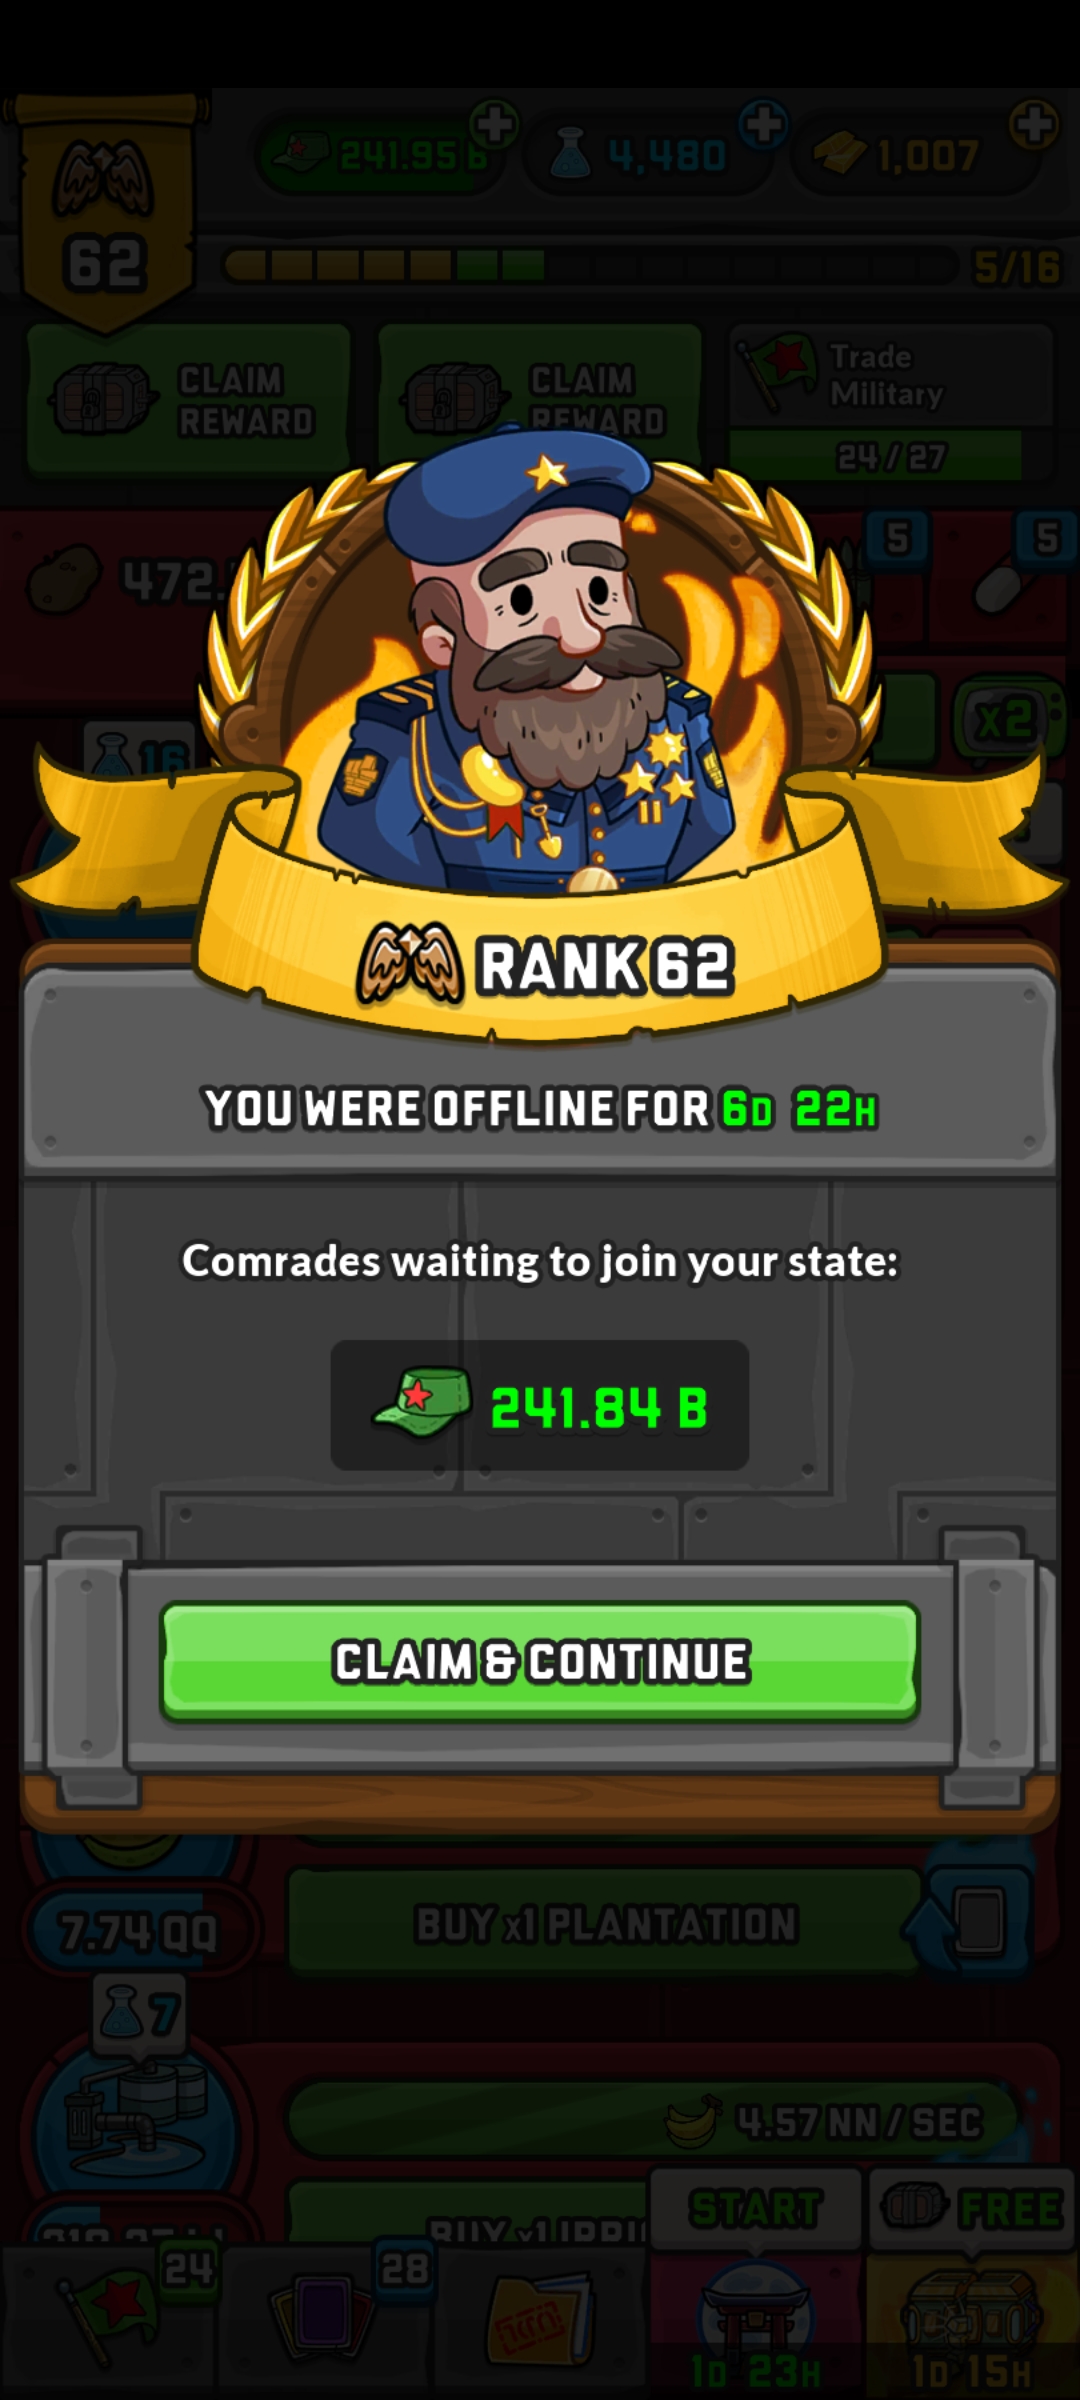 62
241.95 B
4,480
1,007
5/16
CLAIM REWARD
CLAIM REWARD
Trade Military
24 / 27
472.
5
5
16
x2
RANK 62
YOU WERE OFFLINE FOR 6D 22H
Comrades waiting to join your state:
241.84 B
CLAIM & CONTINUE
7.74 QQ
BUY x1 PLANTATION
7
4.57 NN / SEC
BUY x1
START
FREE
24
28
1D 23H
1D 15H